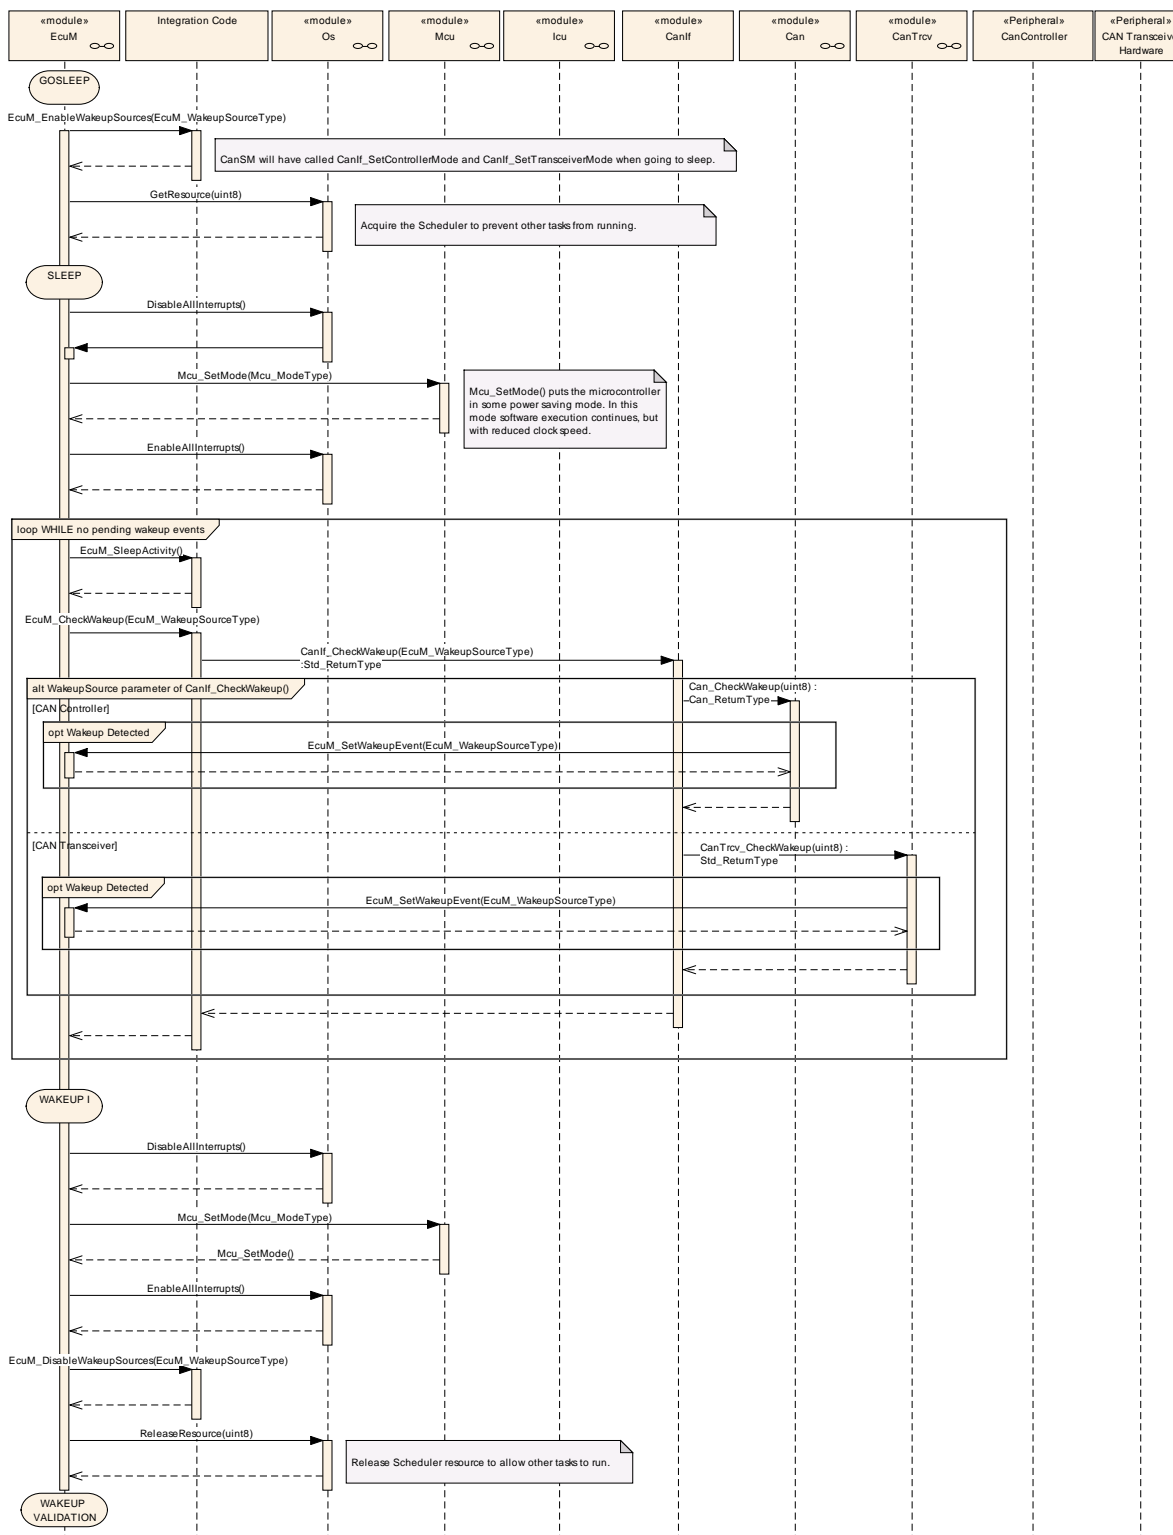 «module»
EcuM
Integration Code
«module»
Os
«module»
Mcu
«module»
Icu
«module»
CanIf
«module»
Can
«module»
CanTrcv
«Peripheral»
CanController
«Peripheral»
CAN Transceive
Hardware
GOSLEEP
EcuM_EnableWakeupSources(EcuM_WakeupSourceType)
CanSM will have called CanIf_SetControllerMode and CanIf_SetTransceiverMode when going to sleep.
GetResource(uint8)
Acquire the Scheduler to prevent other tasks from running.
SLEEP
DisableAllInterrupts()
Mcu_SetMode(Mcu_ModeType)
Mcu_SetMode() puts the microcontroller
in some power saving mode. In this
mode software execution continues, but
with reduced clock speed.
EnableAllInterrupts()
loop WHILE no pending wakeup events
EcuM_SleepActivity()
EcuM_CheckWakeup(EcuM_WakeupSourceType)
CanIf_CheckWakeup(EcuM_WakeupSourceType)
:Std_ReturnType
alt WakeupSource parameter of CanIf_CheckWakeup()
Can_CheckWakeup(uint8) :
Can_ReturnType
[CAN Controller]
opt Wakeup Detected
EcuM_SetWakeupEvent(EcuM_WakeupSourceType)
[CAN Transceiver]
CanTrcv_CheckWakeup(uint8) :
Std_ReturnType
opt Wakeup Detected
EcuM_SetWakeupEvent(EcuM_WakeupSourceType)
WAKEUP I
DisableAllInterrupts()
Mcu_SetMode(Mcu_ModeType)
Mcu_SetMode()
EnableAllInterrupts()
EcuM_DisableWakeupSources(EcuM_WakeupSourceType)
ReleaseResource(uint8)
Release Scheduler resource to allow other tasks to run.
WAKEUP
VALIDATION